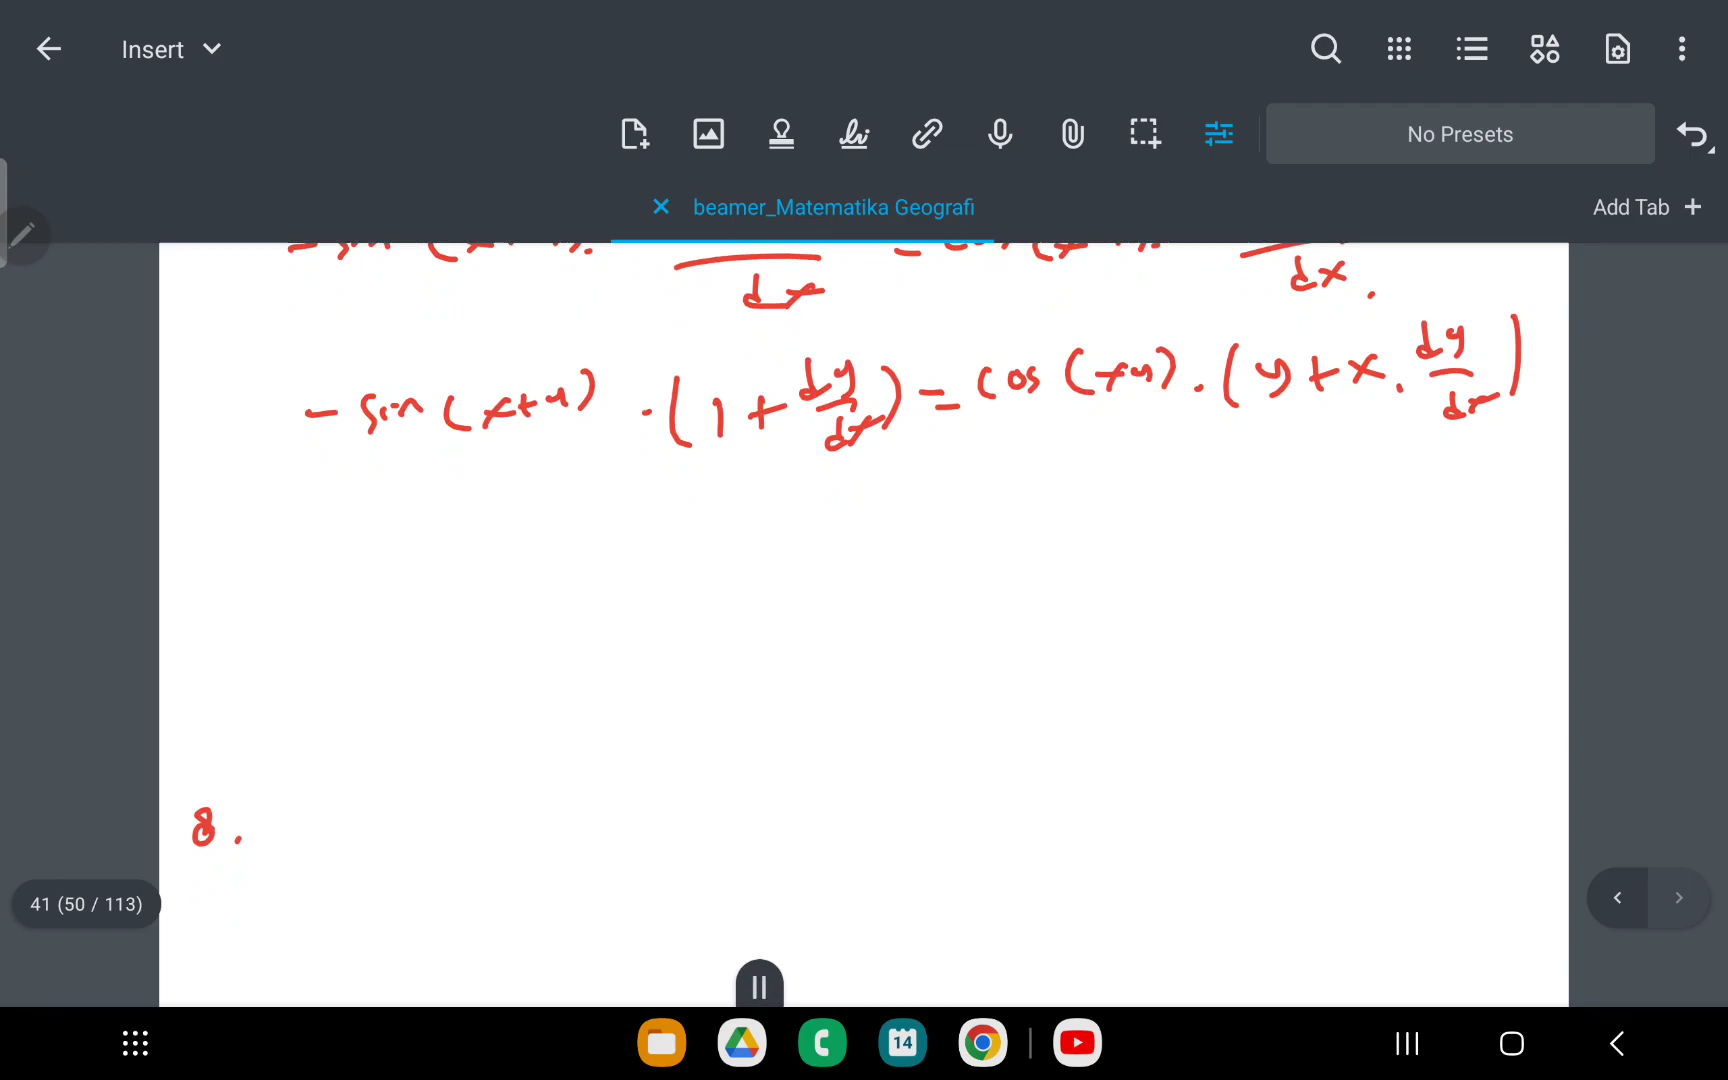 Insert
No Presets
beamer_Matematika Geografi
Add Tab +
dx
dx.
- sin (x+y) · (1 + dy/dx) = cos (xy) · (y + x · dy/dx)
8.
41 (50 / 113)
14